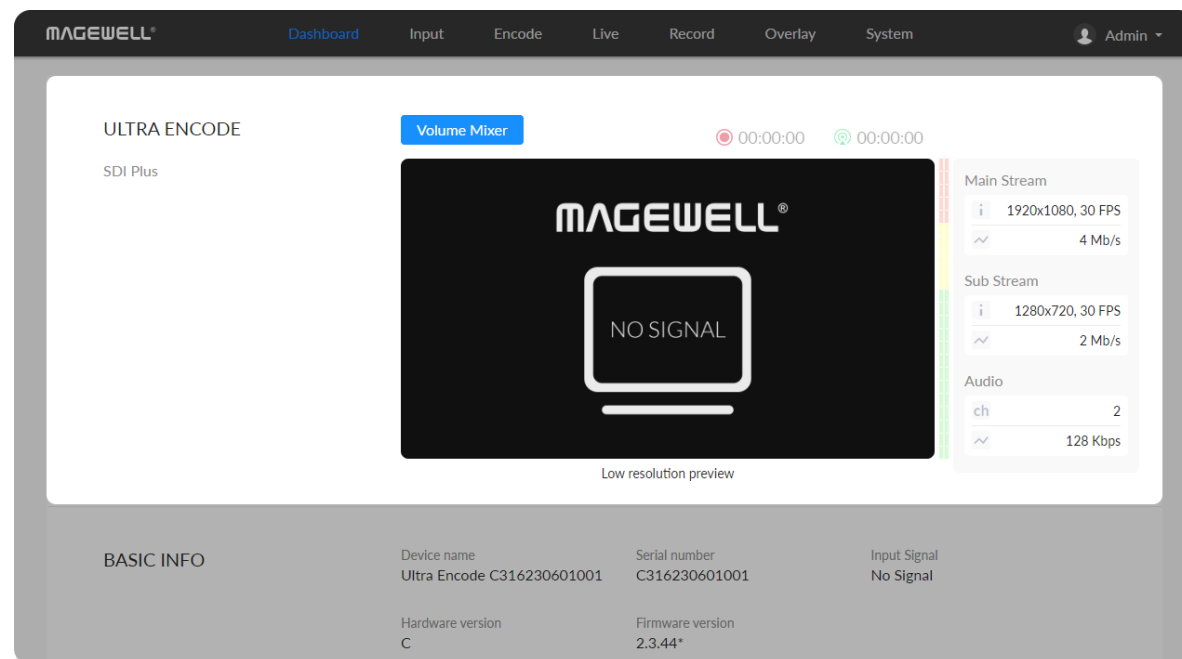 MAGEWELL®
Dashboard Input Encode Live Record Overlay System Admin
ULTRA ENCODE
SDI Plus
Volume Mixer
00:00:00 00:00:00
MAGEWELL®
NO SIGNAL
Low resolution preview
Main Stream
i 1920x1080, 30 FPS
4 Mb/s
Sub Stream
i 1280x720, 30 FPS
2 Mb/s
Audio
ch 2
128 Kbps
BASIC INFO
Device name Serial number Input Signal
Ultra Encode C316230601001 C316230601001 No Signal
Hardware version Firmware version
C 2.3.44*